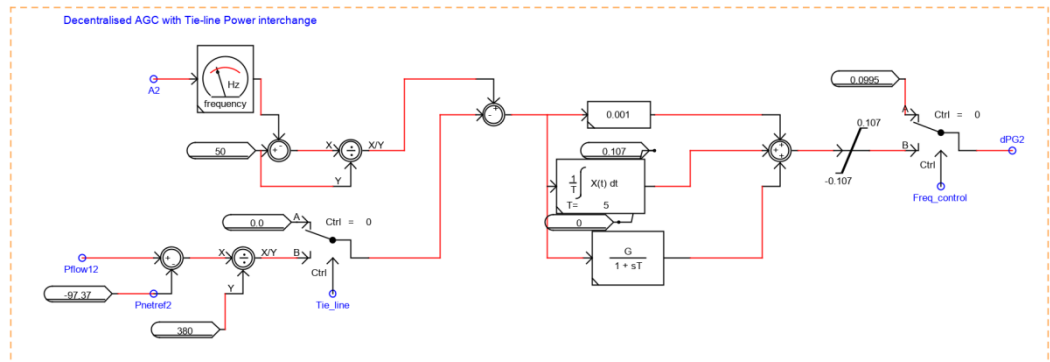 Decentralised AGC with Tie-line Power interchange
A2
Hz
frequency
50
+
-
X
X/Y
Y
Pflow12
-97.37
Pnetref2
+
-
X
X/Y
Y
380
0.0
A
B
Ctrl = 0
Ctrl
Tie_line
+
-
0.001
0.107
1
T
X(t) dt
T= 5
0
G
1 + sT
+
+
+
0.107
-0.107
0.0995
A
B
Ctrl = 0
Ctrl
Freq_control
dPG2